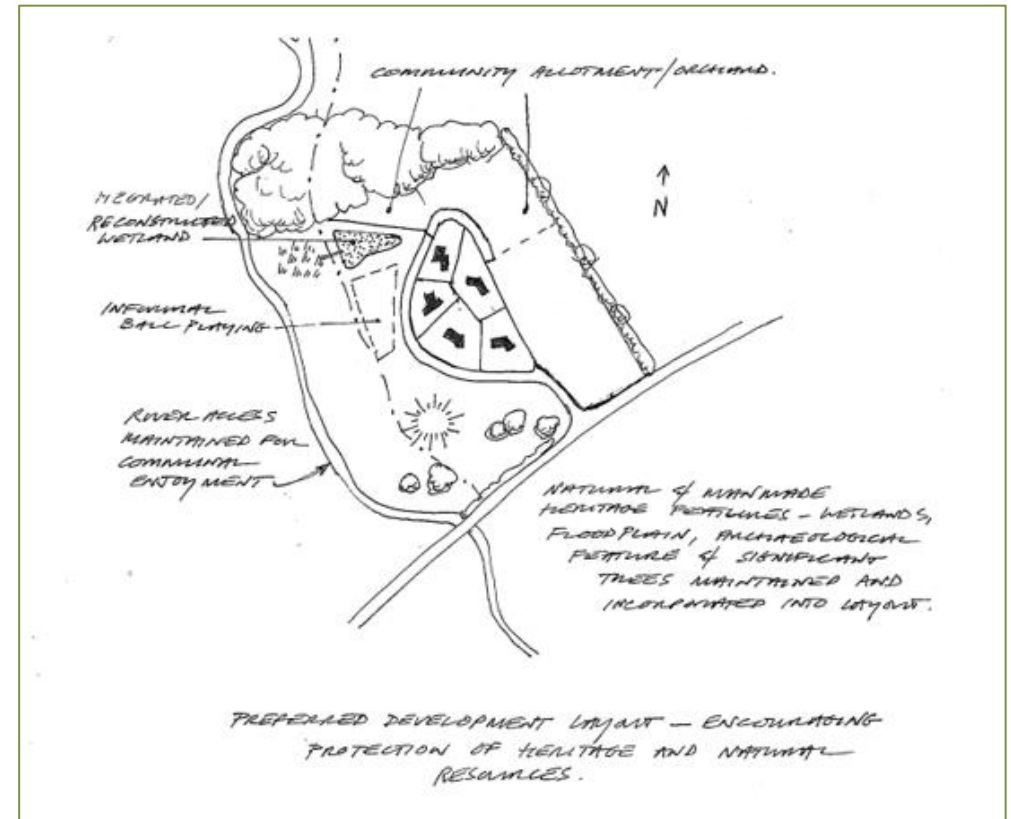 COMMUNITY ALLOTMENT/ORCHARD.
N
RECONSTRUCTED
WETLAND
INFORMAL
BALL PLAYING
RIVER ACCESS
MAINTAINED FOR
COMMUNAL
ENJOYMENT
NATURAL & MANMADE
HERITAGE FEATURES - WETLANDS,
FLOODPLAIN, ARCHAEOLOGICAL
FEATURE & SIGNIFICANT
TREES MAINTAINED AND
INCORPORATED INTO LAYOUT.
PREFERRED DEVELOPMENT LAYOUT - ENCOURAGING
PROTECTION OF HERITAGE AND NATURAL
RESOURCES.